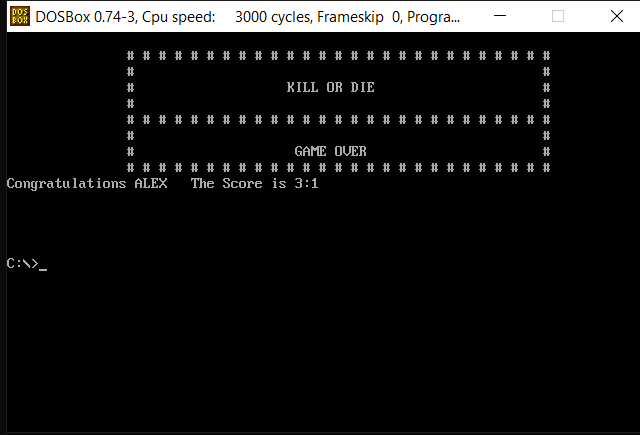 DOSBox 0.74-3, Cpu speed: 3000 cycles, Frameskip 0, Progra...
# # # # # # # # # # # # # # # # # # # # # # # # # # #
# #
# KILL OR DIE #
# #
# # # # # # # # # # # # # # # # # # # # # # # # # # #
# #
# GAME OVER #
# # # # # # # # # # # # # # # # # # # # # # # # # # #
Congratulations ALEX The Score is 3:1
C:\>_